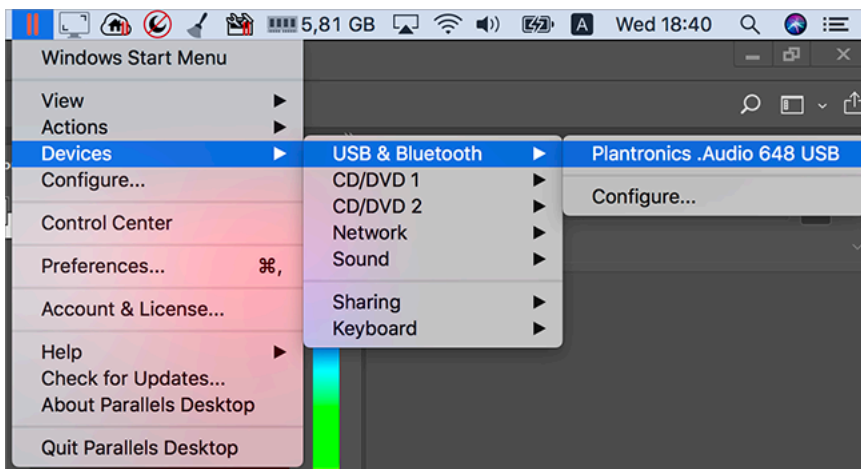 5,81 GB A Wed 18:40
Windows Start Menu
View
Actions
Devices
Configure...
Control Center
Preferences... ⌘,
Account & License...
Help
Check for Updates...
About Parallels Desktop
Quit Parallels Desktop
USB & Bluetooth
CD/DVD 1
CD/DVD 2
Network
Sound
Sharing
Keyboard
Plantronics .Audio 648 USB
Configure...